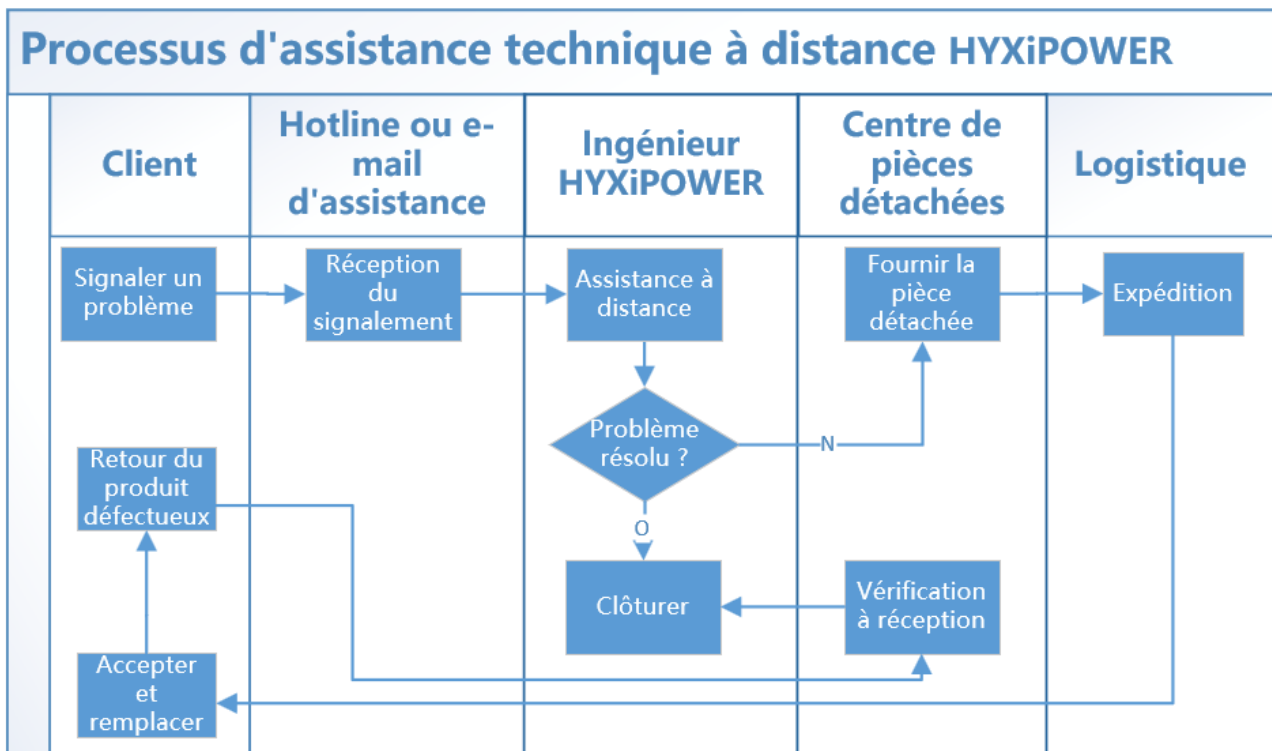 Processus d'assistance technique à distance HYXiPOWER
Client
Hotline ou e-
mail
d'assistance
Ingénieur
HYXiPOWER
Centre de
pièces
détachées
Logistique
Signaler un
problème
Réception
du
signalement
Assistance à
distance
Fournir la
pièce
détachée
Expédition
Problème
résolu ?
N
Retour du
produit
défectueux
O
Clôturer
Vérification
à réception
Accepter
et
remplacer